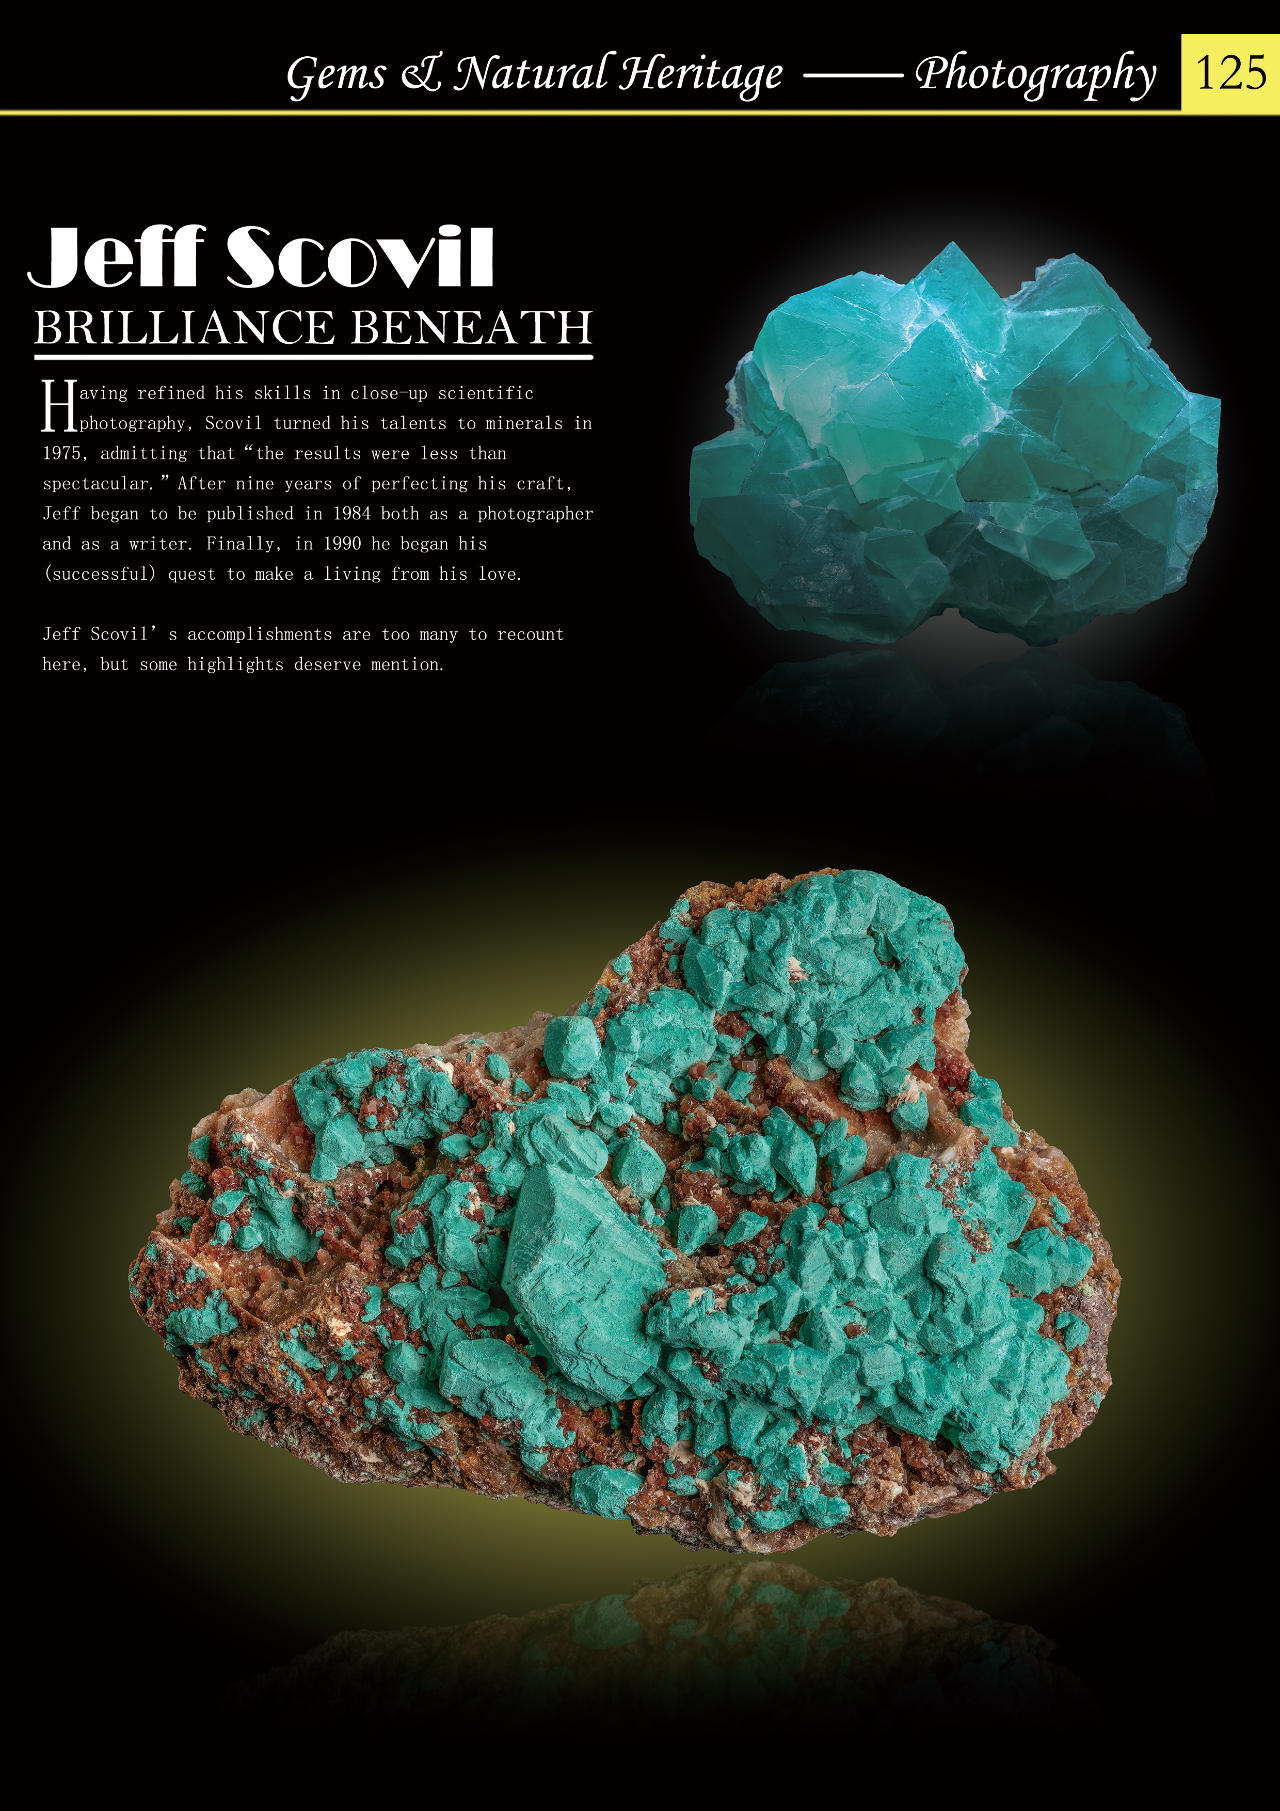 Gems & Natural Heritage — Photography 125
Jeff Scovil
BRILLIANCE BENEATH
Having refined his skills in close-up scientific
photography, Scovil turned his talents to minerals in
1975, admitting that “the results were less than
spectacular.” After nine years of perfecting his craft,
Jeff began to be published in 1984 both as a photographer
and as a writer. Finally, in 1990 he began his
(successful) quest to make a living from his love.
Jeff Scovil’s accomplishments are too many to recount
here, but some highlights deserve mention.